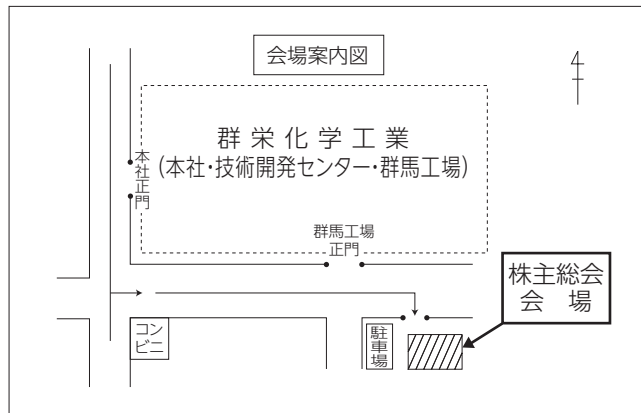 会場案内図
群栄化学工業
(本社・技術開発センター・群馬工場)
本社正門
群馬工場
正門
株主総会
会場
コン
ビニ
駐車場